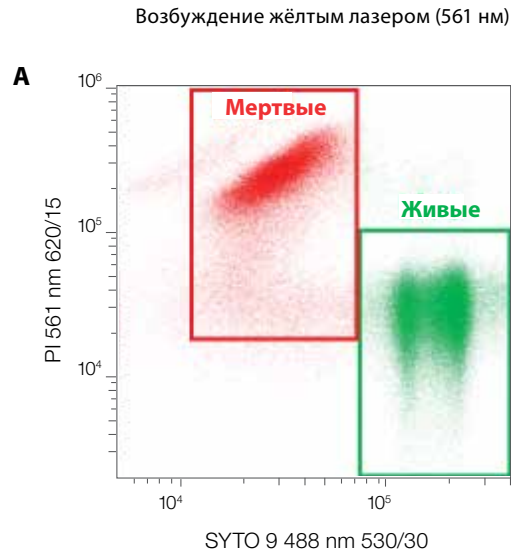 Возбуждение жёлтым лазером (561 нм)
A
10⁶
Мертвые
Живые
10⁵
10⁴
PI 561 nm 620/15
10⁴
10⁵
SYTO 9 488 nm 530/30